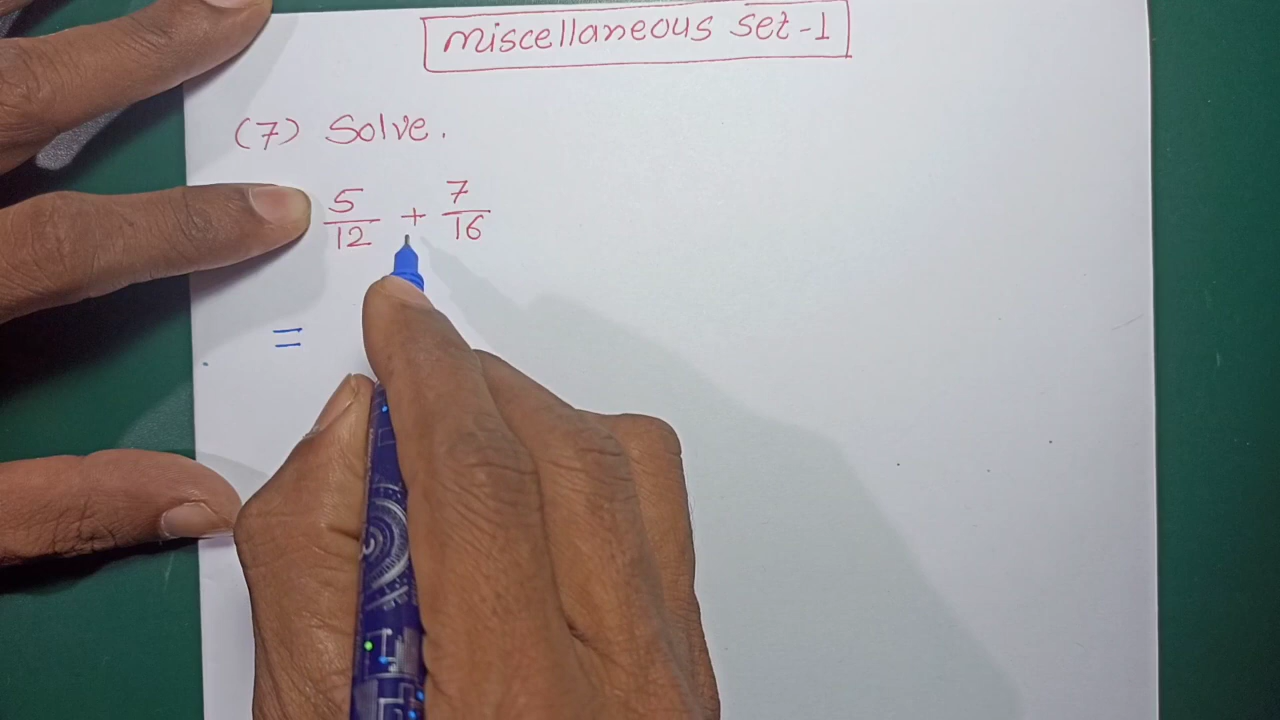 miscellaneous set-1
(7) Solve.
5/12 + 7/16
=